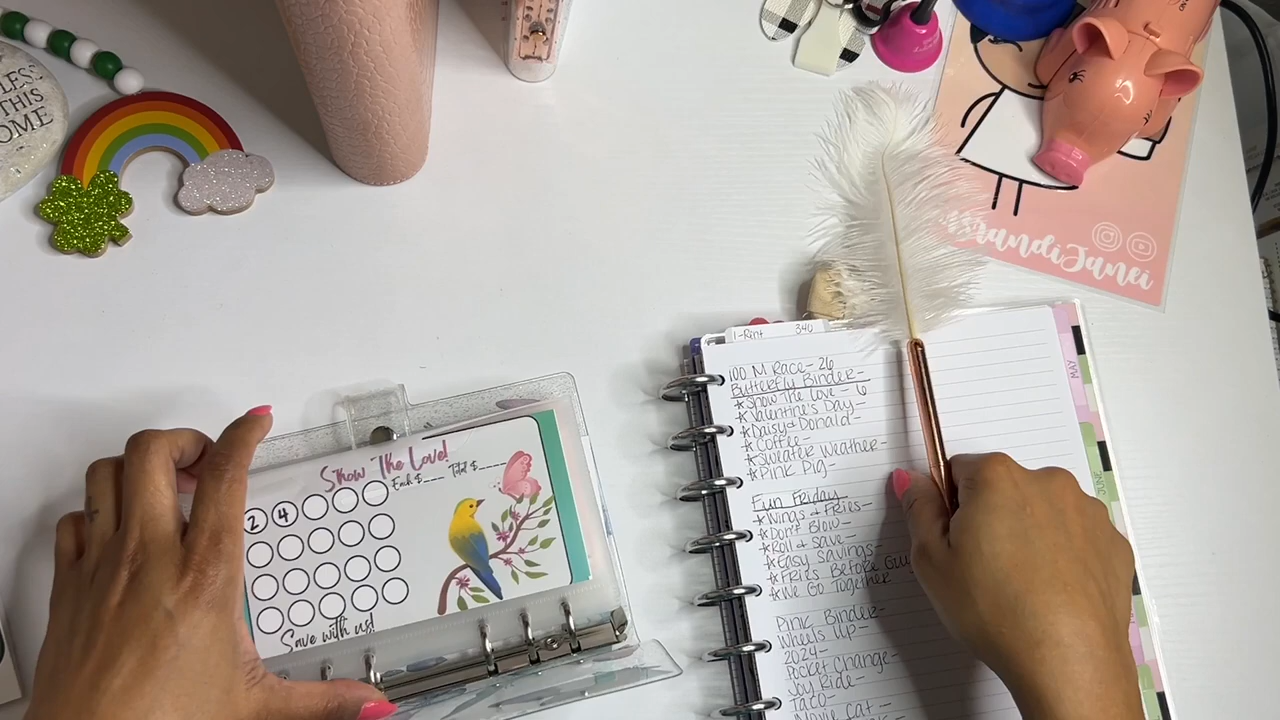 BLESS
THIS
HOME
Show The Love!
Each $____ Total $____
2 4
Save with us!
1-Rint 340
100 M Race- 26
Butterfly Binder-
*Show The Love- 6
*Valentine's Day-
*Daisy & Donald
*Coffee-
*Sweater Weather-
*Pink Pig-
Fun Friday
*Wings & Fries-
*Don't Blow-
*Roll & Save-
*Easy Savings-
*Fries Before
*We Go Together
Pink Binder-
Wheels Up-
2024-
Pocket Change-
Joy Ride-
Taco-
MAY
JUNE